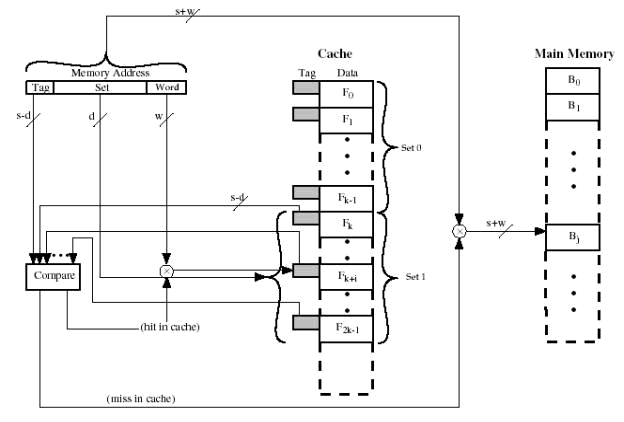 s+w
Cache
Main Memory
Memory Address
Tag Data
Tag Set Word
F0
B0
F1
B1
s-d d w
Set 0
s-d
Fk-1
Fk
s+w
Bj
Compare
Fk+i
Set 1
(hit in cache)
F2k-1
(miss in cache)